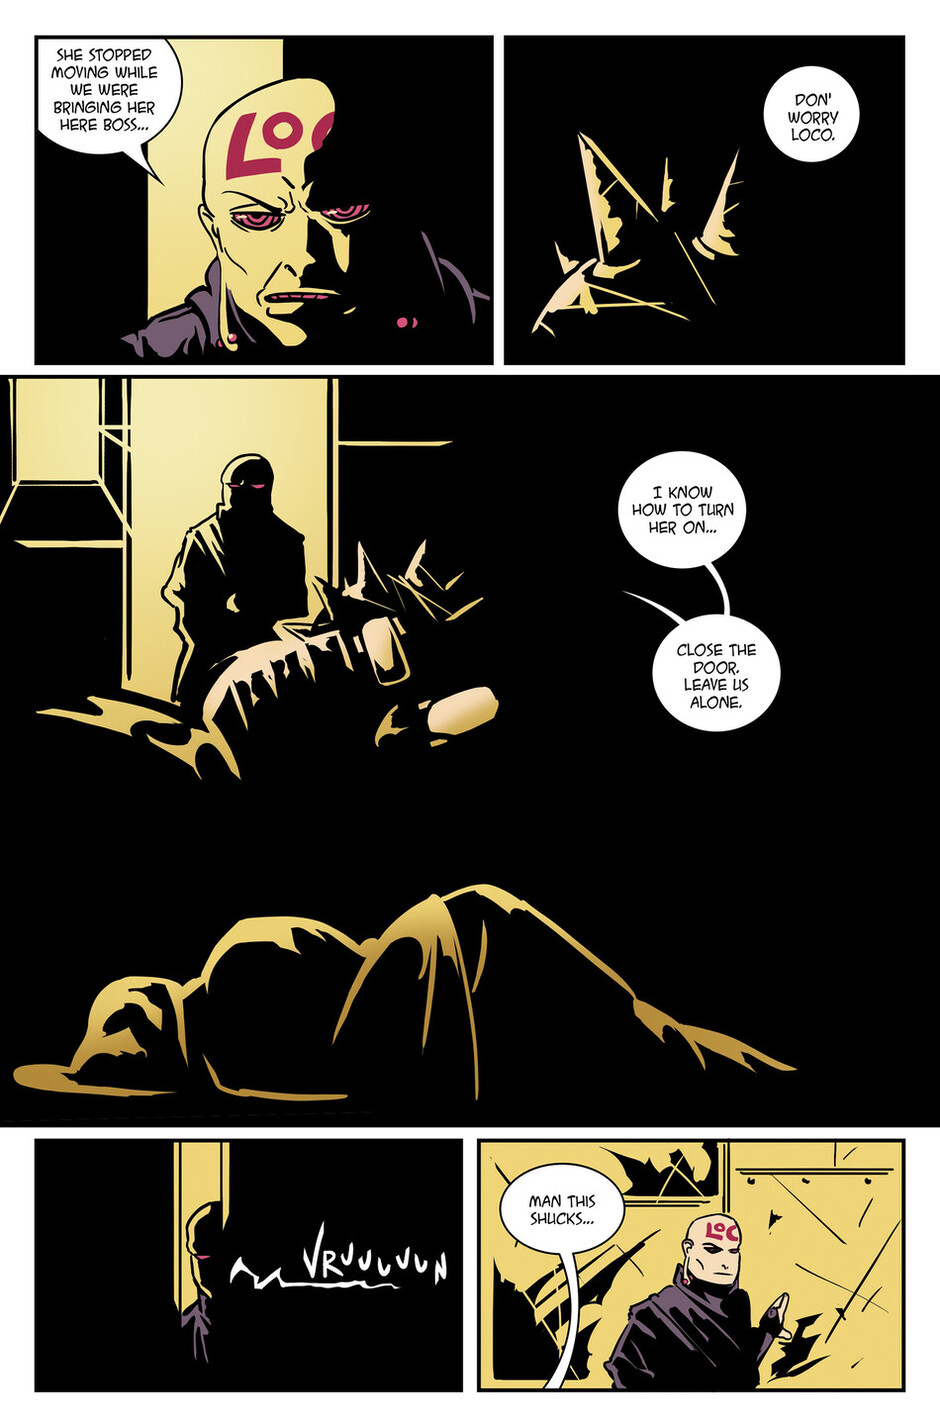 SHE STOPPED
MOVING WHILE
WE WERE
BRINGING HER
HERE BOSS...
LOC
DON'
WORRY
LOCO.
I KNOW
HOW TO TURN
HER ON...
CLOSE THE
DOOR.
LEAVE US
ALONE.
VRUUUUUN
MAN THIS
SHUCKS...
LOC